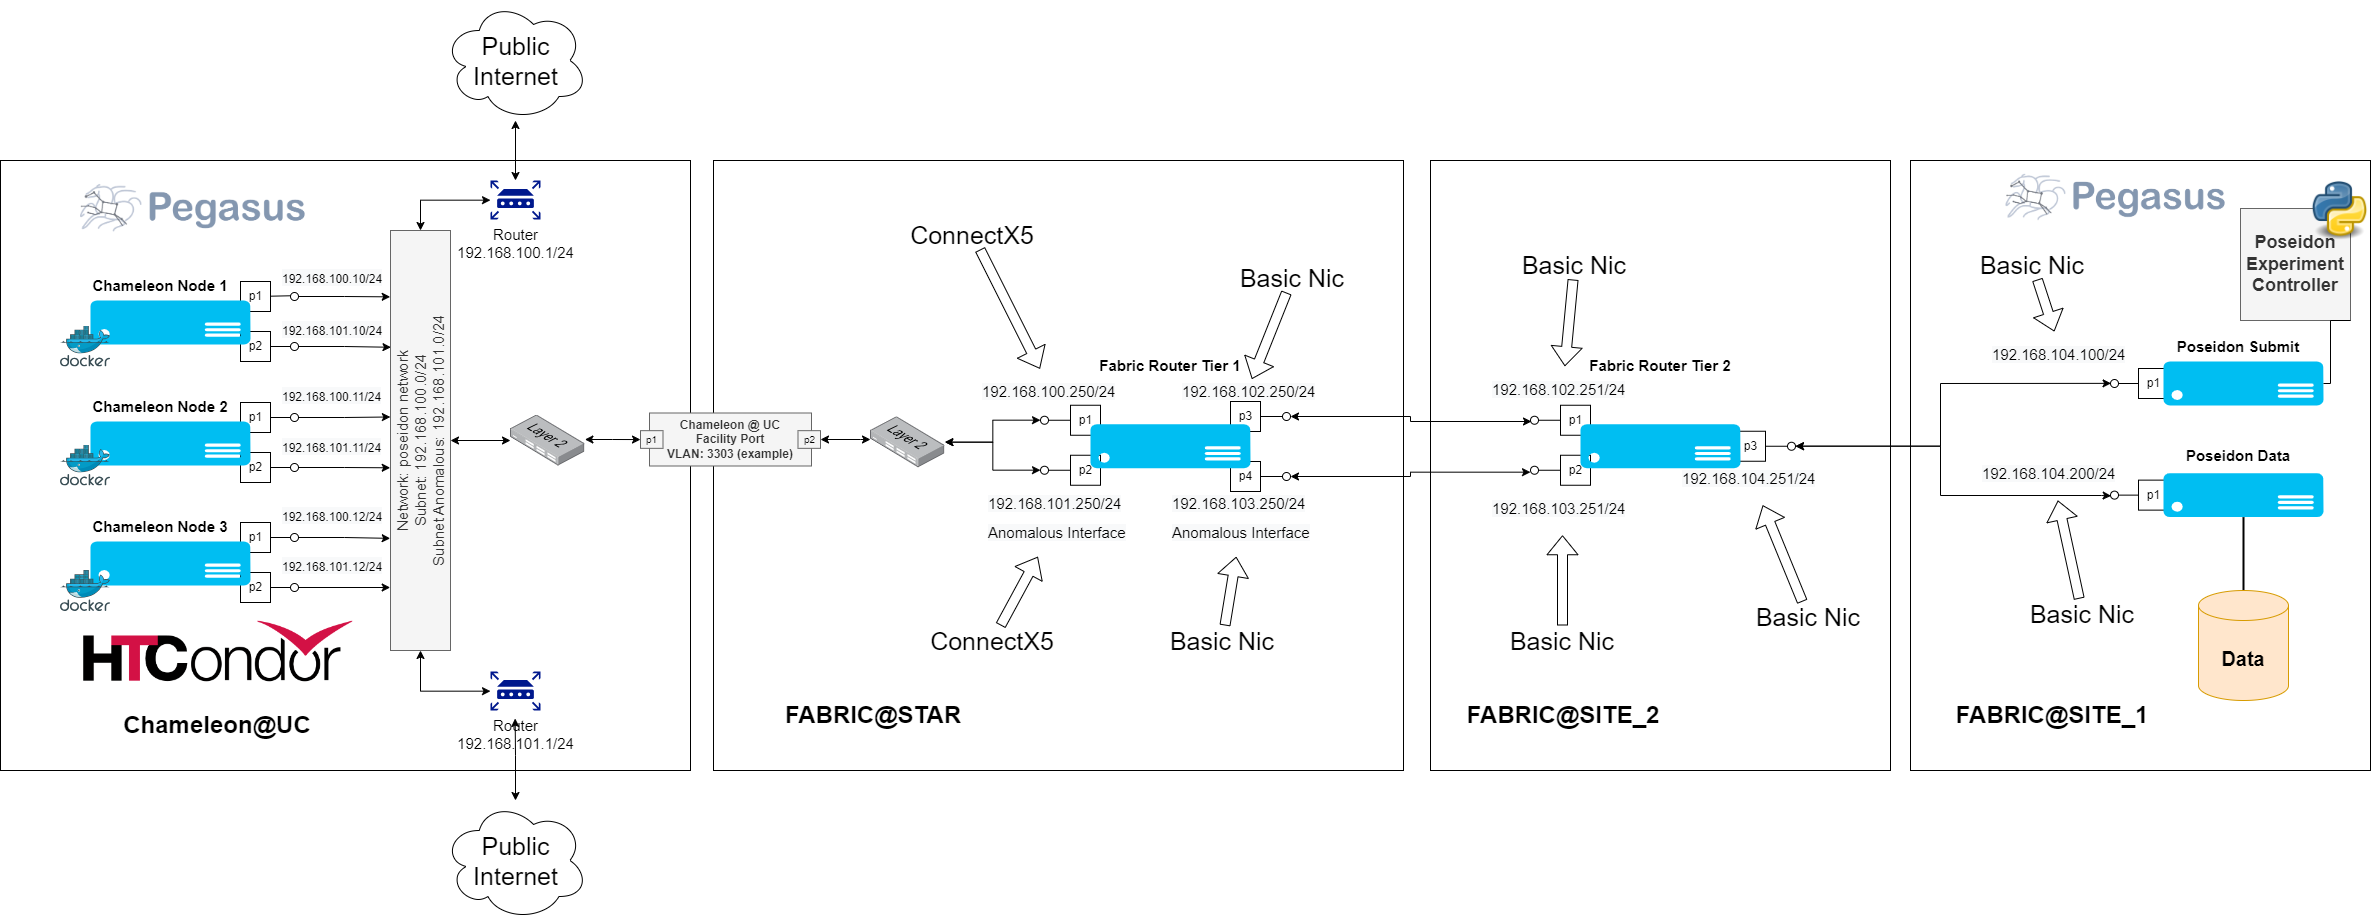 Public
Internet
Pegasus
Router
192.168.100.1/24
Chameleon Node 1
p1
192.168.100.10/24
p2
192.168.101.10/24
docker
Chameleon Node 2
p1
192.168.100.11/24
p2
192.168.101.11/24
docker
Chameleon Node 3
p1
192.168.100.12/24
p2
192.168.101.12/24
docker
HTCondor
Chameleon@UC
Network: poseidon network
Subnet: 192.168.100.0/24
Subnet Anomalous: 192.168.101.0/24
Router
192.168.101.1/24
Public
Internet
Layer 2
p1
Chameleon @ UC
Facility Port
VLAN: 3303 (example)
p2
Layer 2
ConnectX5
Basic Nic
Fabric Router Tier 1
192.168.100.250/24
192.168.102.250/24
p1
p3
p2
p4
192.168.101.250/24
192.168.103.250/24
Anomalous Interface
Anomalous Interface
ConnectX5
Basic Nic
FABRIC@STAR
Basic Nic
Fabric Router Tier 2
192.168.102.251/24
p1
p3
p2
192.168.104.251/24
192.168.103.251/24
Basic Nic
Basic Nic
FABRIC@SITE_2
Pegasus
Poseidon
Experiment
Controller
Basic Nic
192.168.104.100/24
Poseidon Submit
p1
Poseidon Data
192.168.104.200/24
p1
Basic Nic
Data
FABRIC@SITE_1